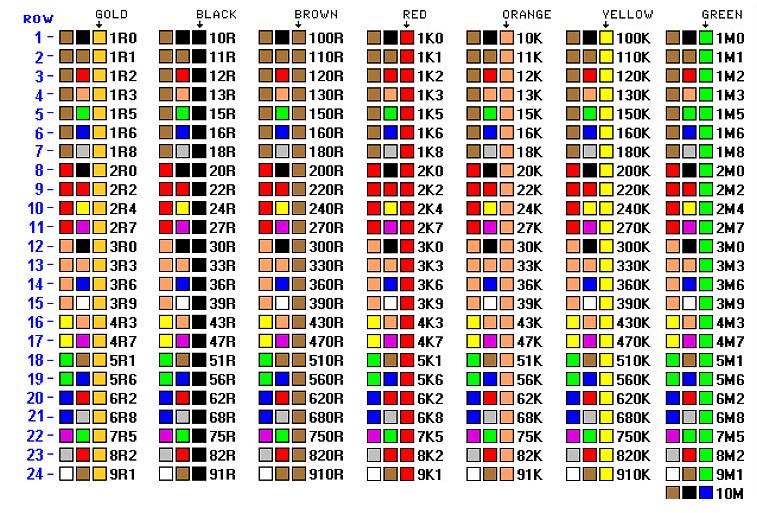 ROW GOLD BLACK BROWN RED ORANGE YELLOW GREEN
1 - 1R0 10R 100R 1K0 10K 100K 1M0
2 - 1R1 11R 110R 1K1 11K 110K 1M1
3 - 1R2 12R 120R 1K2 12K 120K 1M2
4 - 1R3 13R 130R 1K3 13K 130K 1M3
5 - 1R5 15R 150R 1K5 15K 150K 1M5
6 - 1R6 16R 160R 1K6 16K 160K 1M6
7 - 1R8 18R 180R 1K8 18K 180K 1M8
8 - 2R0 20R 200R 2K0 20K 200K 2M0
9 - 2R2 22R 220R 2K2 22K 220K 2M2
10 - 2R4 24R 240R 2K4 24K 240K 2M4
11 - 2R7 27R 270R 2K7 27K 270K 2M7
12 - 3R0 30R 300R 3K0 30K 300K 3M0
13 - 3R3 33R 330R 3K3 33K 330K 3M3
14 - 3R6 36R 360R 3K6 36K 360K 3M6
15 - 3R9 39R 390R 3K9 39K 390K 3M9
16 - 4R3 43R 430R 4K3 43K 430K 4M3
17 - 4R7 47R 470R 4K7 47K 470K 4M7
18 - 5R1 51R 510R 5K1 51K 510K 5M1
19 - 5R6 56R 560R 5K6 56K 560K 5M6
20 - 6R2 62R 620R 6K2 62K 620K 6M2
21 - 6R8 68R 680R 6K8 68K 680K 6M8
22 - 7R5 75R 750R 7K5 75K 750K 7M5
23 - 8R2 82R 820R 8K2 82K 820K 8M2
24 - 9R1 91R 910R 9K1 91K 910K 9M1
10M